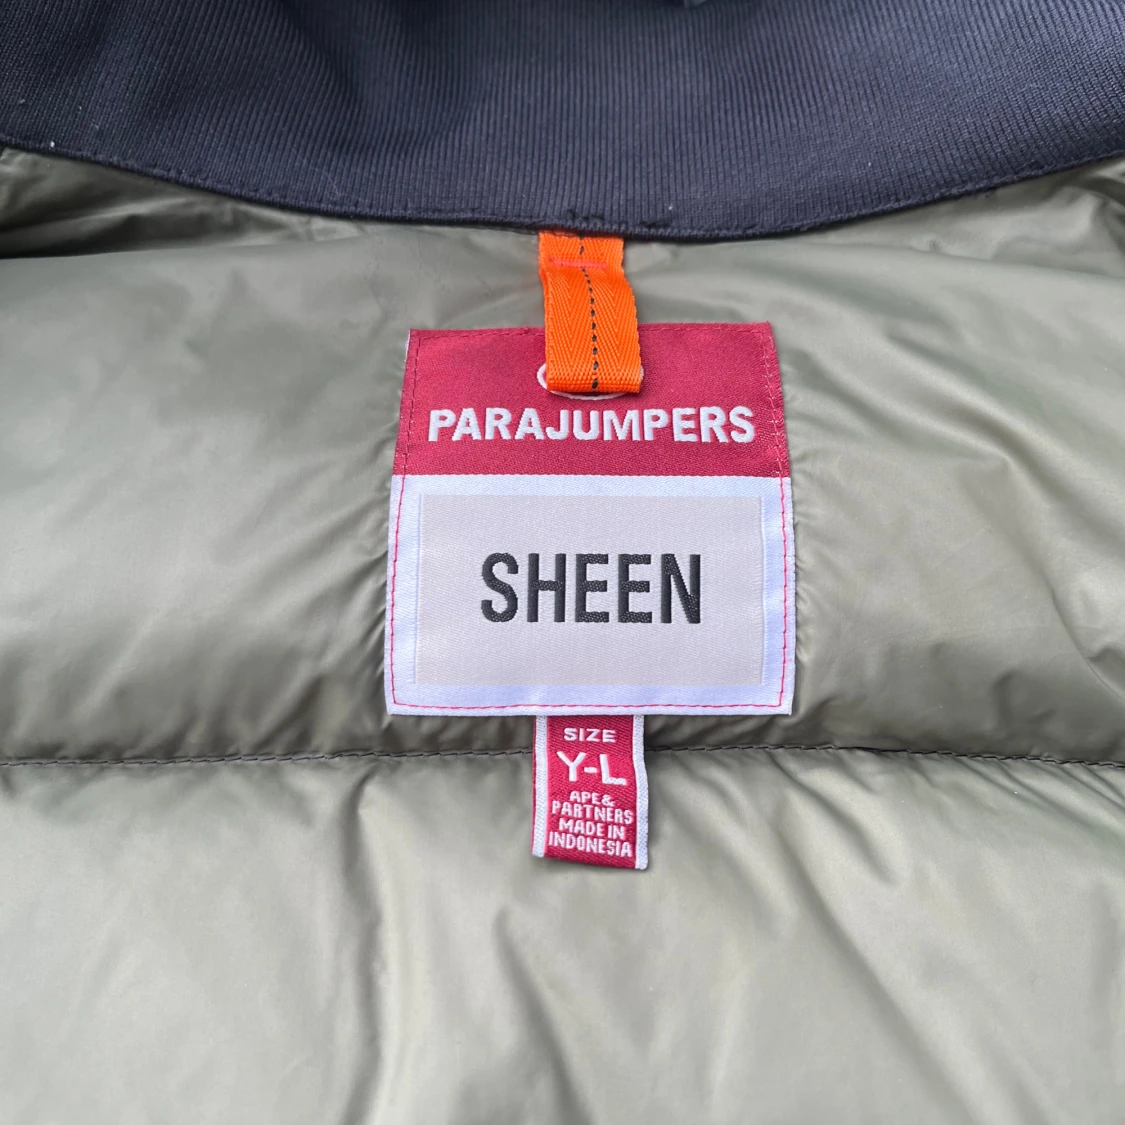 PARAJUMPERS
SHEEN
SIZE
Y-L
APE&
PARTNERS
MADE IN
INDONESIA